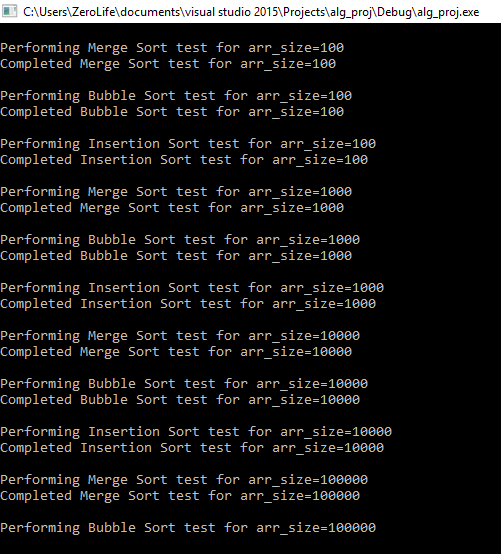 C:\Users\ZeroLife\documents\visual studio 2015\Projects\alg_proj\Debug\alg_proj.exe
Performing Merge Sort test for arr_size=100
Completed Merge Sort test for arr_size=100
Performing Bubble Sort test for arr_size=100
Completed Bubble Sort test for arr_size=100
Performing Insertion Sort test for arr_size=100
Completed Insertion Sort test for arr_size=100
Performing Merge Sort test for arr_size=1000
Completed Merge Sort test for arr_size=1000
Performing Bubble Sort test for arr_size=1000
Completed Bubble Sort test for arr_size=1000
Performing Insertion Sort test for arr_size=1000
Completed Insertion Sort test for arr_size=1000
Performing Merge Sort test for arr_size=10000
Completed Merge Sort test for arr_size=10000
Performing Bubble Sort test for arr_size=10000
Completed Bubble Sort test for arr_size=10000
Performing Insertion Sort test for arr_size=10000
Completed Insertion Sort test for arr_size=10000
Performing Merge Sort test for arr_size=100000
Completed Merge Sort test for arr_size=100000
Performing Bubble Sort test for arr_size=100000